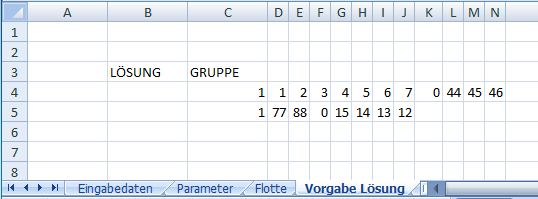 A B C D E F G H I J K L M N
1
2
3 LÖSUNG GRUPPE
4 1 1 2 3 4 5 6 7 0 44 45 46
5 1 77 88 0 15 14 13 12
6
7
8
Eingabedaten Parameter Flotte Vorgabe Lösung